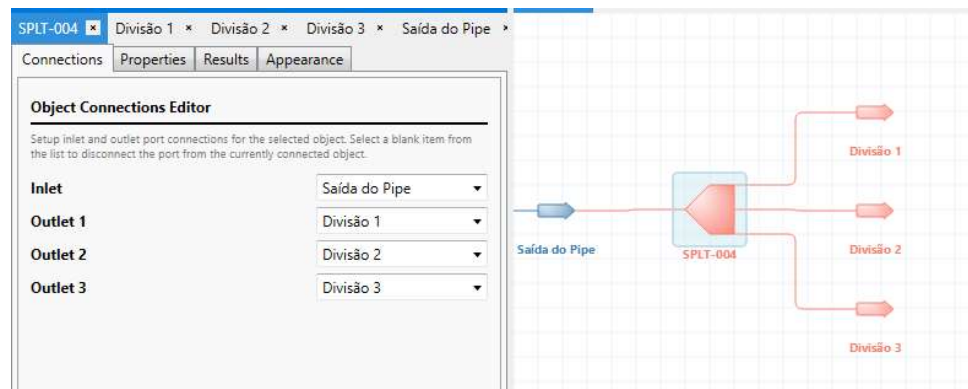 SPLT-004 Divisão 1 Divisão 2 Divisão 3 Saída do Pipe
Connections Properties Results Appearance
Object Connections Editor
Setup inlet and outlet port connections for the selected object. Select a blank item from
the list to disconnect the port from the currently connected object.
Inlet Saída do Pipe
Outlet 1 Divisão 1
Outlet 2 Divisão 2
Outlet 3 Divisão 3
Divisão 1
Saída do Pipe
SPLT-004
Divisão 2
Divisão 3